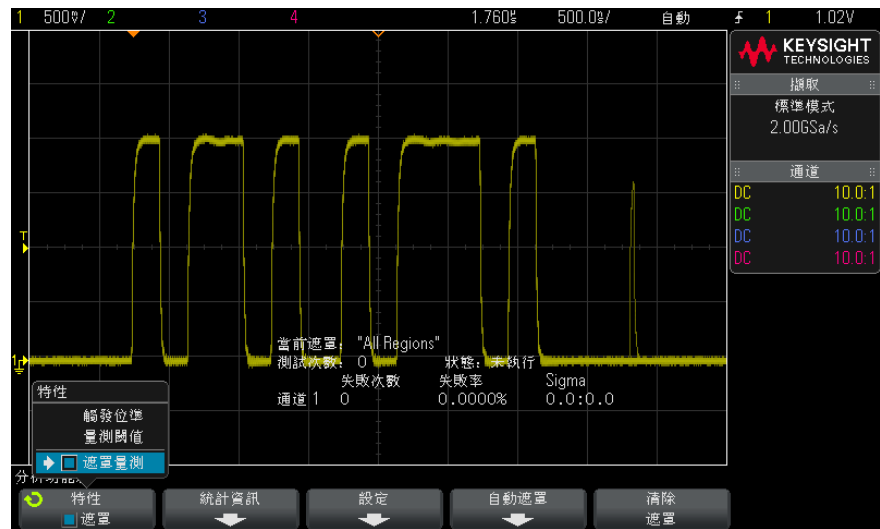 1 500♥/ 2 3 4 1.760s 500.0s/ 自動 1 1.02V
KEYSIGHT
TECHNOLOGIES
擷取
標準模式
2.00GSa/s
通道
DC 10.0:1
DC 10.0:1
DC 10.0:1
DC 10.0:1
T
1
當前遮罩: "All Regions"
測試次數: 0 狀態: 未執行
失敗次數 失敗率 Sigma
通道 1 0 0.0000% 0.0:0.0
特性
觸發位準
量測閾值
遮罩量測
分析功能
特性
遮罩
統計資訊
設定
自動遮罩
清除
遮罩